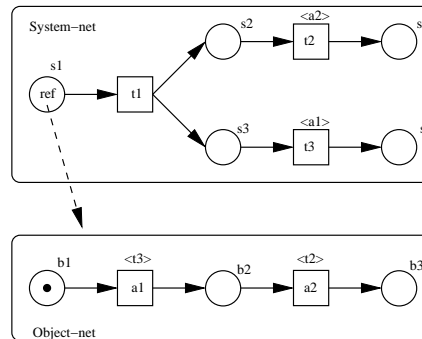 System-net
s1
s2
<a2>
s
ref
t1
t2
s3
<a1>
s
t3
b1
<t3>
b2
<t2>
b3
a1
a2
Object-net